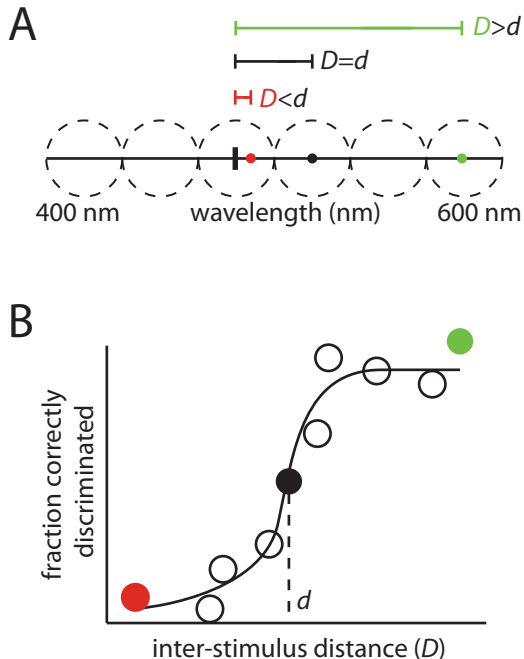 A
D>d
D=d
D<d
400 nm wavelength (nm) 600 nm
B
fraction correctly
discriminated
d
inter-stimulus distance (D)